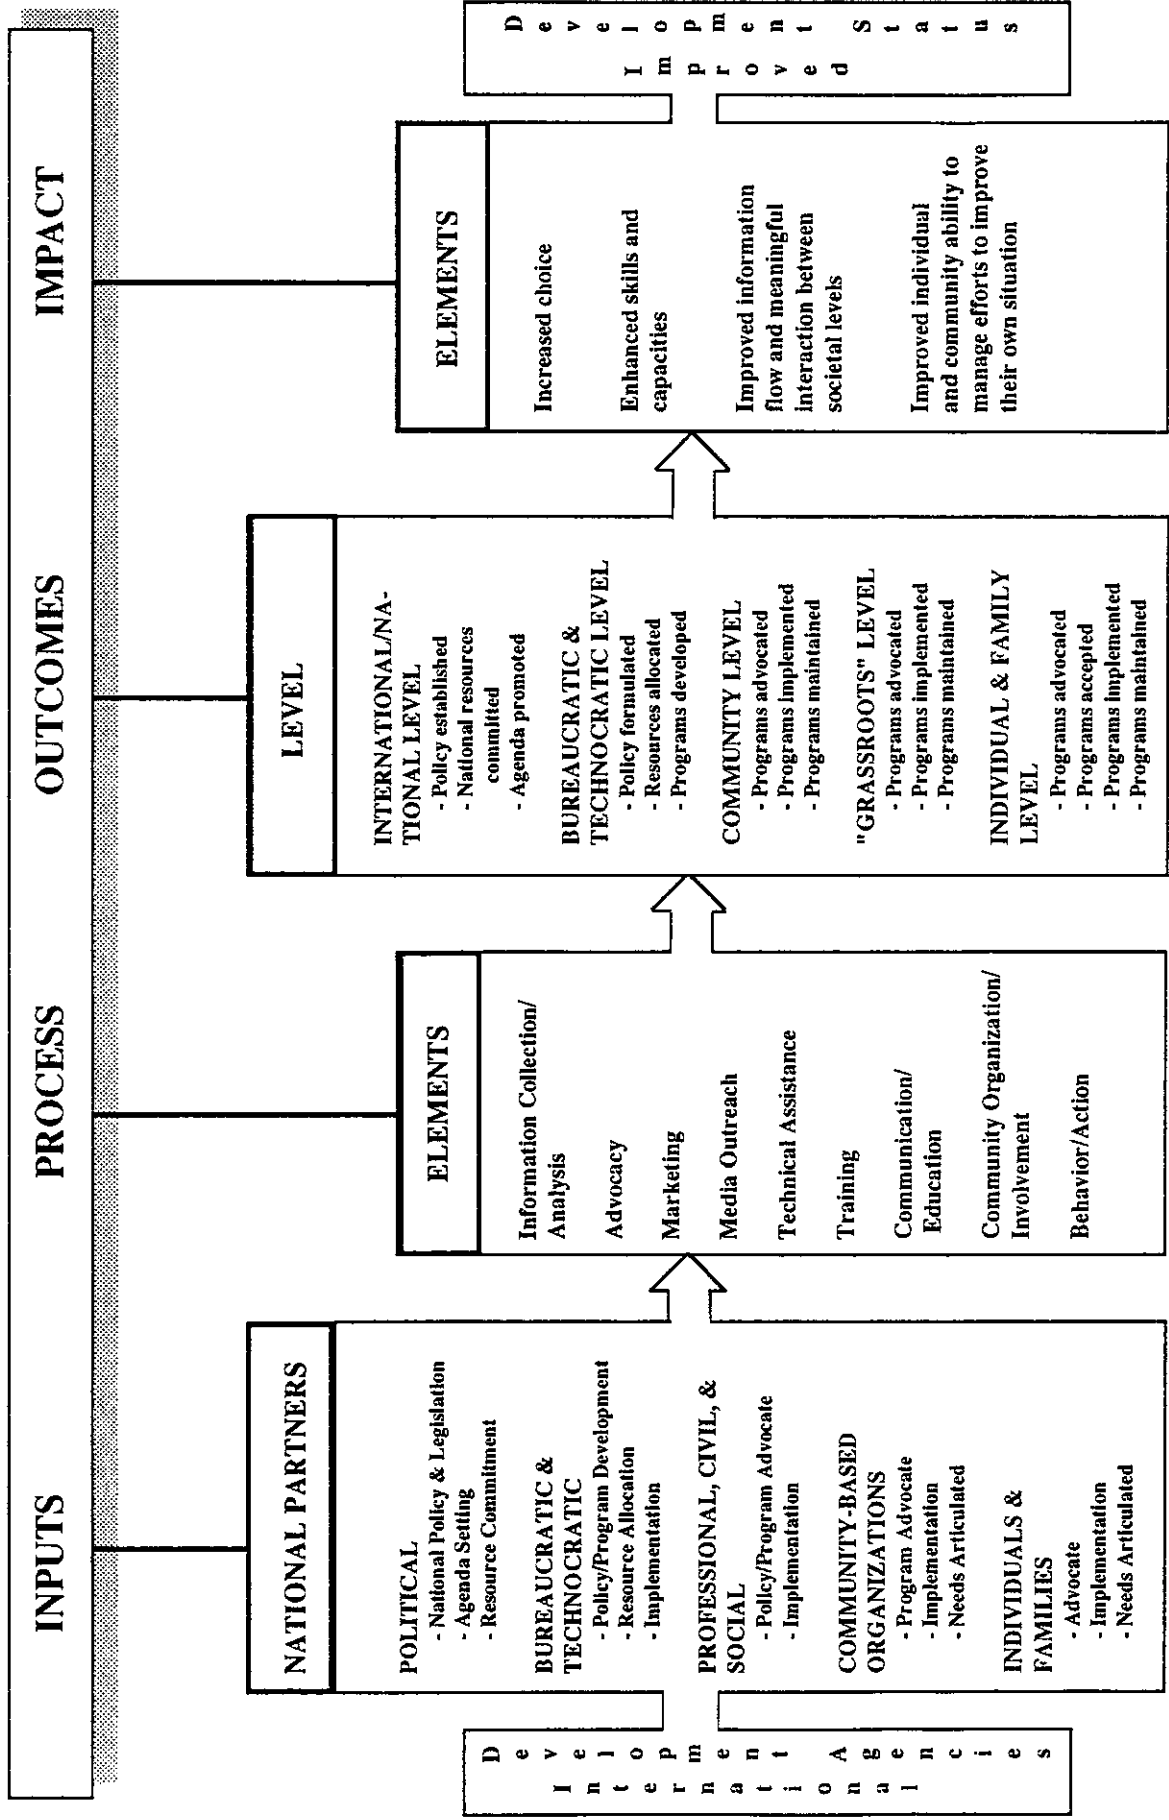 INPUTS
PROCESS
OUTCOMES
IMPACT
International
Development Agencies
NATIONAL PARTNERS
POLITICAL
- National Policy & Legislation
- Agenda Setting
- Resource Commitment
BUREAUCRATIC &
TECHNOCRATIC
- Policy/Program Development
- Resource Allocation
- Implementation
PROFESSIONAL, CIVIL, &
SOCIAL
- Policy/Program Advocate
- Implementation
COMMUNITY-BASED
ORGANIZATIONS
- Program Advocate
- Implementation
- Needs Articulated
INDIVIDUALS &
FAMILIES
- Advocate
- Implementation
- Needs Articulated
ELEMENTS
Information Collection/
Analysis
Advocacy
Marketing
Media Outreach
Technical Assistance
Training
Communication/
Education
Community Organization/
Involvement
Behavior/Action
LEVEL
INTERNATIONAL/NA-
TIONAL LEVEL
- Policy established
- National resources
committed
- Agenda promoted
BUREAUCRATIC &
TECHNOCRATIC LEVEL
- Policy formulated
- Resources allocated
- Programs developed
COMMUNITY LEVEL
- Programs advocated
- Programs implemented
- Programs maintained
"GRASSROOTS" LEVEL
- Programs advocated
- Programs implemented
- Programs maintained
INDIVIDUAL & FAMILY
LEVEL
- Programs advocated
- Programs accepted
- Programs implemented
- Programs maintained
ELEMENTS
Increased choice
Enhanced skills and
capacities
Improved information
flow and meaningful
interaction between
societal levels
Improved individual
and community ability to
manage efforts to improve
their own situation
Improved
Development Status